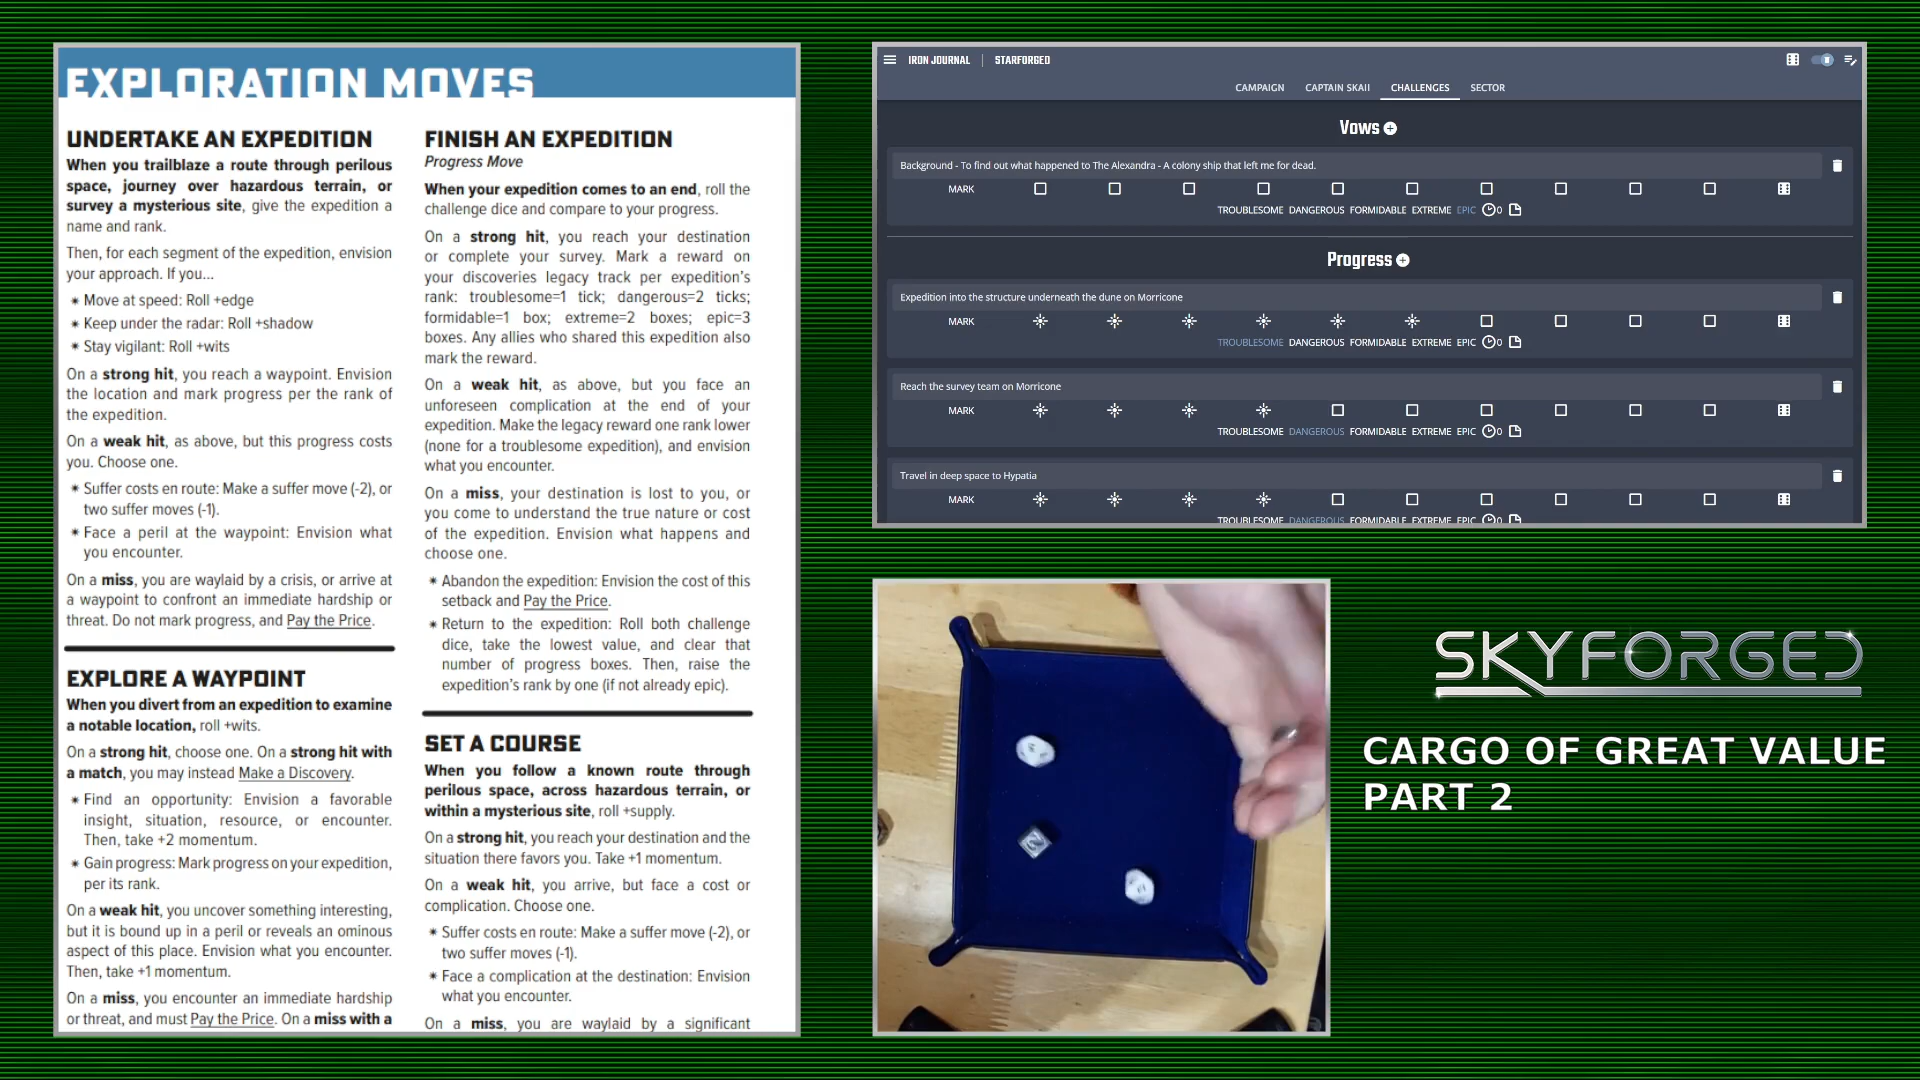 EXPLORATION MOVES
UNDERTAKE AN EXPEDITION
When you trailblaze a route through perilous
space, journey over hazardous terrain, or
survey a mysterious site, give the expedition a
name and rank.
Then, for each segment of the expedition, envision
your approach. If you...
✴ Move at speed: Roll +edge
✴ Keep under the radar: Roll +shadow
✴ Stay vigilant: Roll +wits
On a strong hit, you reach a waypoint. Envision
the location and mark progress per the rank of
the expedition.
On a weak hit, as above, but this progress costs
you. Choose one.
✴ Suffer costs en route: Make a suffer move (-2), or
two suffer moves (-1).
✴ Face a peril at the waypoint: Envision what
you encounter.
On a miss, you are waylaid by a crisis, or arrive at
a waypoint to confront an immediate hardship or
threat. Do not mark progress, and Pay the Price.
EXPLORE A WAYPOINT
When you divert from an expedition to examine
a notable location, roll +wits.
On a strong hit, choose one. On a strong hit with
a match, you may instead Make a Discovery.
✴ Find an opportunity: Envision a favorable
insight, situation, resource, or encounter.
Then, take +2 momentum.
✴ Gain progress: Mark progress on your expedition,
per its rank.
On a weak hit, you uncover something interesting,
but it is bound up in a peril or reveals an ominous
aspect of this place. Envision what you encounter.
Then, take +1 momentum.
On a miss, you encounter an immediate hardship
or threat, and must Pay the Price. On a miss with a
FINISH AN EXPEDITION
Progress Move
When your expedition comes to an end, roll the
challenge dice and compare to your progress.
On a strong hit, you reach your destination
or complete your survey. Mark a reward on
your discoveries legacy track per expedition's
rank: troublesome=1 tick; dangerous=2 ticks;
formidable=1 box; extreme=2 boxes; epic=3
boxes. Any allies who shared this expedition also
mark the reward.
On a weak hit, as above, but you face an
unforeseen complication at the end of your
expedition. Make the legacy reward one rank lower
(none for a troublesome expedition), and envision
what you encounter.
On a miss, your destination is lost to you, or
you come to understand the true nature or cost
of the expedition. Envision what happens and
choose one.
✴ Abandon the expedition: Envision the cost of this
setback and Pay the Price.
✴ Return to the expedition: Roll both challenge
dice, take the lowest value, and clear that
number of progress boxes. Then, raise the
expedition's rank by one (if not already epic).
SET A COURSE
When you follow a known route through
perilous space, across hazardous terrain, or
within a mysterious site, roll +supply.
On a strong hit, you reach your destination and the
situation there favors you. Take +1 momentum.
On a weak hit, you arrive, but face a cost or
complication. Choose one.
✴ Suffer costs en route: Make a suffer move (-2), or
two suffer moves (-1).
✴ Face a complication at the destination: Envision
what you encounter.
On a miss, you are waylaid by a significant
IRON JOURNAL | STARFORGED
CAMPAIGN CAPTAIN SKAII CHALLENGES SECTOR
Vows
Background - To find out what happened to The Alexandra - A colony ship that left me for dead.
MARK
TROUBLESOME DANGEROUS FORMIDABLE EXTREME EPIC 0
Progress
Expedition into the structure underneath the dune on Morricone
MARK
TROUBLESOME DANGEROUS FORMIDABLE EXTREME EPIC 0
Reach the survey team on Morricone
MARK
TROUBLESOME DANGEROUS FORMIDABLE EXTREME EPIC 0
Travel in deep space to Hypatia
MARK
TROUBLESOME DANGEROUS FORMIDABLE EXTREME EPIC 0
SKYFORGED
CARGO OF GREAT VALUE
PART 2